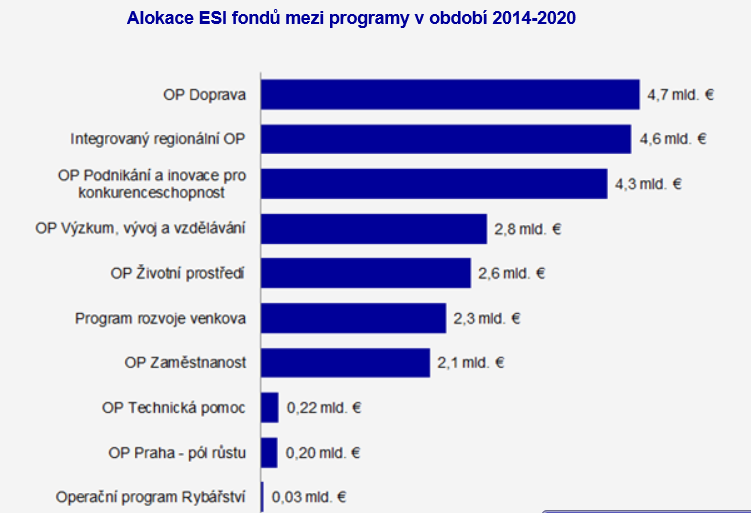 Alokace ESI fondů mezi programy v období 2014-2020
OP Doprava 4,7 mld. €
Integrovaný regionální OP 4,6 mld. €
OP Podnikání a inovace pro
konkurenceschopnost 4,3 mld. €
OP Výzkum, vývoj a vzdělávání 2,8 mld. €
OP Životní prostředí 2,6 mld. €
Program rozvoje venkova 2,3 mld. €
OP Zaměstnanost 2,1 mld. €
OP Technická pomoc 0,22 mld. €
OP Praha - pól růstu 0,20 mld. €
Operační program Rybářství 0,03 mld. €